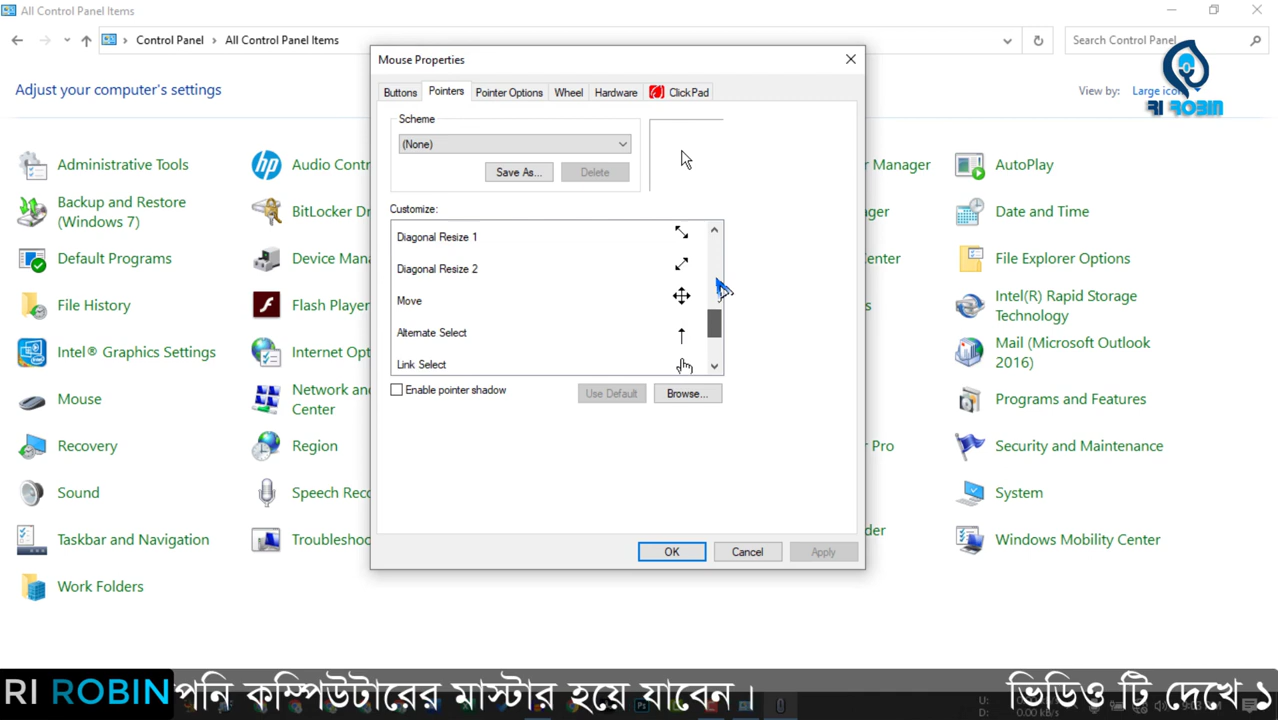 All Control Panel Items
Control Panel
All Control Panel Items
Search Control Panel
Adjust your computer's settings
View by:
Large icons
RI ROBIN
Mouse Properties
Buttons
Pointers
Pointer Options
Wheel
Hardware
ClickPad
Scheme
(None)
Save As...
Delete
Customize:
Diagonal Resize 1
Diagonal Resize 2
Move
Alternate Select
Link Select
Enable pointer shadow
Use Default
Browse...
OK
Cancel
Apply
Administrative Tools
Audio Contr
Manager
AutoPlay
Backup and Restore
(Windows 7)
BitLocker Dr
ager
Date and Time
Default Programs
Device Mana
Center
File Explorer Options
File History
Flash Player
Intel(R) Rapid Storage
Technology
Intel® Graphics Settings
Internet Opt
Mail (Microsoft Outlook
2016)
Mouse
Network and
Center
Programs and Features
Recovery
Region
Pro
Security and Maintenance
Sound
Speech Reco
System
Taskbar and Navigation
Troubleshoo
der
Windows Mobility Center
Work Folders
RI ROBIN
পনি কম্পিউটারের মাস্টার হয়ে যাবেন।
ভিডিও টি দেখে ১
U:
D:
0.00 kB/s